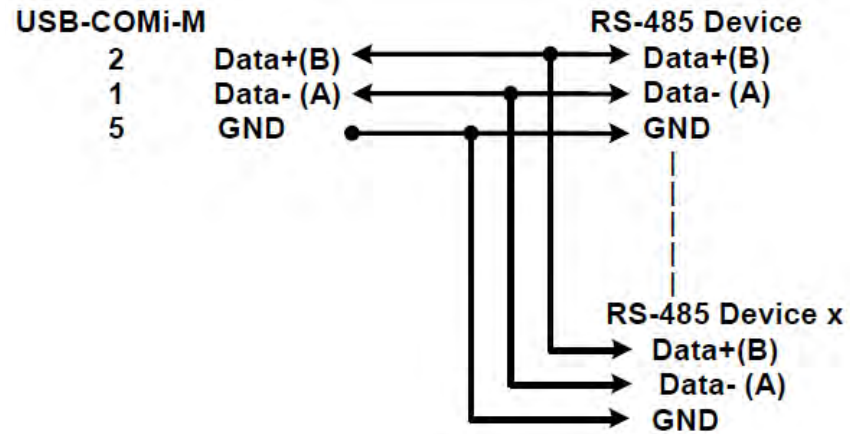 USB-COMi-M RS-485 Device
2 Data+(B) Data+(B)
1 Data- (A) Data- (A)
5 GND GND
RS-485 Device x
Data+(B)
Data- (A)
GND